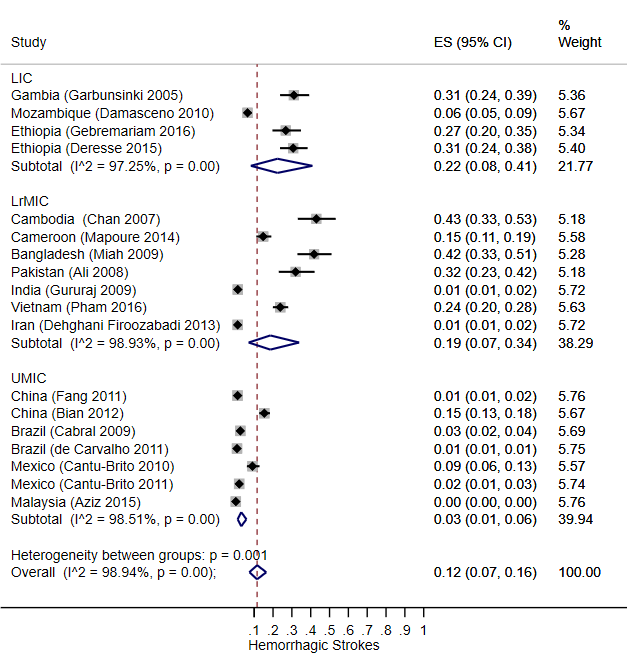 %
Study ES (95% CI) Weight
LIC
Gambia (Garbunsinki 2005) 0.31 (0.24, 0.39) 5.36
Mozambique (Damasceno 2010) 0.06 (0.05, 0.09) 5.67
Ethiopia (Gebremariam 2016) 0.27 (0.20, 0.35) 5.34
Ethiopia (Deresse 2015) 0.31 (0.24, 0.38) 5.40
Subtotal (I^2 = 97.25%, p = 0.00) 0.22 (0.08, 0.41) 21.77
LrMIC
Cambodia (Chan 2007) 0.43 (0.33, 0.53) 5.18
Cameroon (Mapoure 2014) 0.15 (0.11, 0.19) 5.58
Bangladesh (Miah 2009) 0.42 (0.33, 0.51) 5.28
Pakistan (Ali 2008) 0.32 (0.23, 0.42) 5.18
India (Gururaj 2009) 0.01 (0.01, 0.02) 5.72
Vietnam (Pham 2016) 0.24 (0.20, 0.28) 5.63
Iran (Dehghani Firoozabadi 2013) 0.01 (0.01, 0.02) 5.72
Subtotal (I^2 = 98.93%, p = 0.00) 0.19 (0.07, 0.34) 38.29
UMIC
China (Fang 2011) 0.01 (0.01, 0.02) 5.76
China (Bian 2012) 0.15 (0.13, 0.18) 5.67
Brazil (Cabral 2009) 0.03 (0.02, 0.04) 5.69
Brazil (de Carvalho 2011) 0.01 (0.01, 0.01) 5.75
Mexico (Cantu-Brito 2010) 0.09 (0.06, 0.13) 5.57
Mexico (Cantu-Brito 2011) 0.02 (0.01, 0.03) 5.74
Malaysia (Aziz 2015) 0.00 (0.00, 0.00) 5.76
Subtotal (I^2 = 98.51%, p = 0.00) 0.03 (0.01, 0.06) 39.94
Heterogeneity between groups: p = 0.001
Overall (I^2 = 98.94%, p = 0.00); 0.12 (0.07, 0.16) 100.00
.1 .2 .3 .4 .5 .6 .7 .8 .9 1
Hemorrhagic Strokes